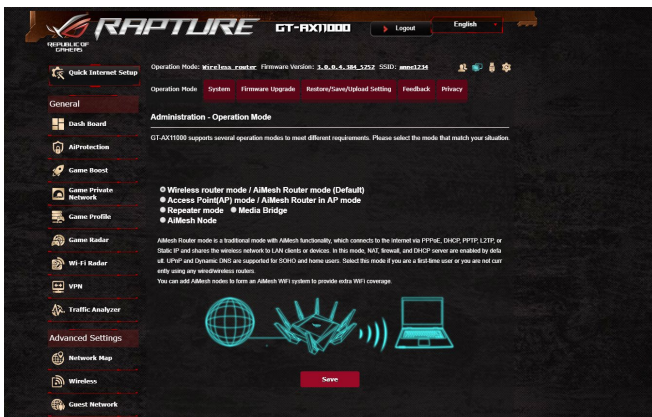 REPUBLIC OF
GAMERS
RAPTURE
GT-AX11000
Logout
English
Quick Internet Setup
Operation Mode: Wireless router Firmware Version: 3.0.0.4.384_5252 SSID:
General
Operation Mode System Firmware Upgrade Restore/Save/Upload Setting Feedback Privacy
Dash Board
Administration - Operation Mode
AiProtection
GT-AX11000 supports several operation modes to meet different requirements. Please select the mode that match your situation.
Game Boost
Game Private
Network
Wireless router mode / AiMesh Router mode (Default)
Access Point(AP) mode / AiMesh Router in AP mode
Repeater mode Media Bridge
AiMesh Node
Game Profile
Game Radar
AiMesh Router mode is a traditional mode with AiMesh functionality, which connects to the Internet via PPPoE, DHCP, PPTP, L2TP, or
Static IP and shares the wireless network to LAN clients or devices. In this mode, NAT, firewall, and DHCP server are enabled by defa
ult. UPnP and Dynamic DNS are supported for SOHO and home users. Select this mode if you are a first-time user or you are not curr
ently using any wired/wireless routers.
You can add AiMesh nodes to form an AiMesh WiFi system to provide extra WiFi coverage.
Wi-Fi Radar
VPN
Traffic Analyzer
Advanced Settings
Network Map
Wireless
Guest Network
Save